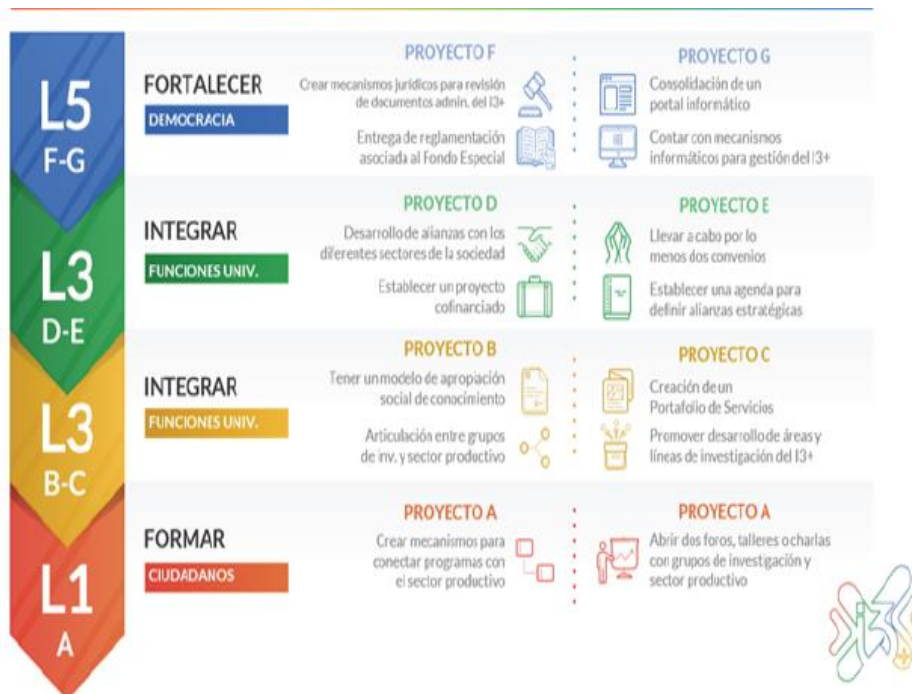 L5
F-G
FORTALECER
DEMOCRACIA
PROYECTO F
Crear mecanismos jurídicos para revisión
de documentos admin. del I3+
Entrega de reglamentación
asociada al Fondo Especial
PROYECTO G
Consolidación de un
portal informático
Contar con mecanismos
informáticos para gestión del I3+
L3
D-E
INTEGRAR
FUNCIONES UNIV.
PROYECTO D
Desarrollo de alianzas con los
diferentes sectores de la sociedad
Establecer un proyecto
cofinanciado
PROYECTO E
Llevar a cabo por lo
menos dos convenios
Establecer una agenda para
definir alianzas estratégicas
L3
B-C
INTEGRAR
FUNCIONES UNIV.
PROYECTO B
Tener un modelo de apropiación
social de conocimiento
Articulación entre grupos
de inv. y sector productivo
PROYECTO C
Creación de un
Portafolio de Servicios
Promover desarrollo de áreas y
líneas de investigación del I3+
L1
A
FORMAR
CIUDADANOS
PROYECTO A
Crear mecanismos para
conectar programas con
el sector productivo
PROYECTO A
Abrir dos foros, talleres o charlas
con grupos de investigación y
sector productivo
i3+